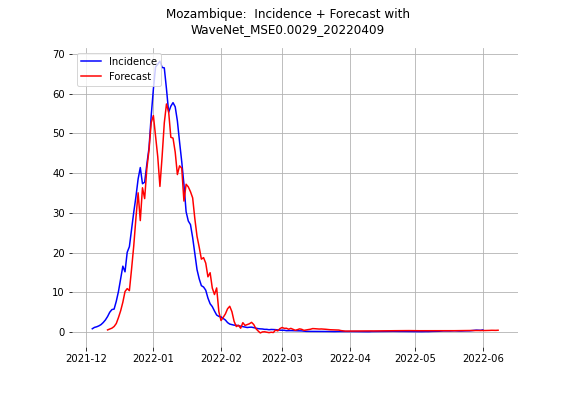 Mozambique:  Incidence + Forecast with
WaveNet_MSE0.0029_20220409
Incidence
Forecast
70
60
50
40
30
20
10
0
2021-12 2022-01 2022-02 2022-03 2022-04 2022-05 2022-06